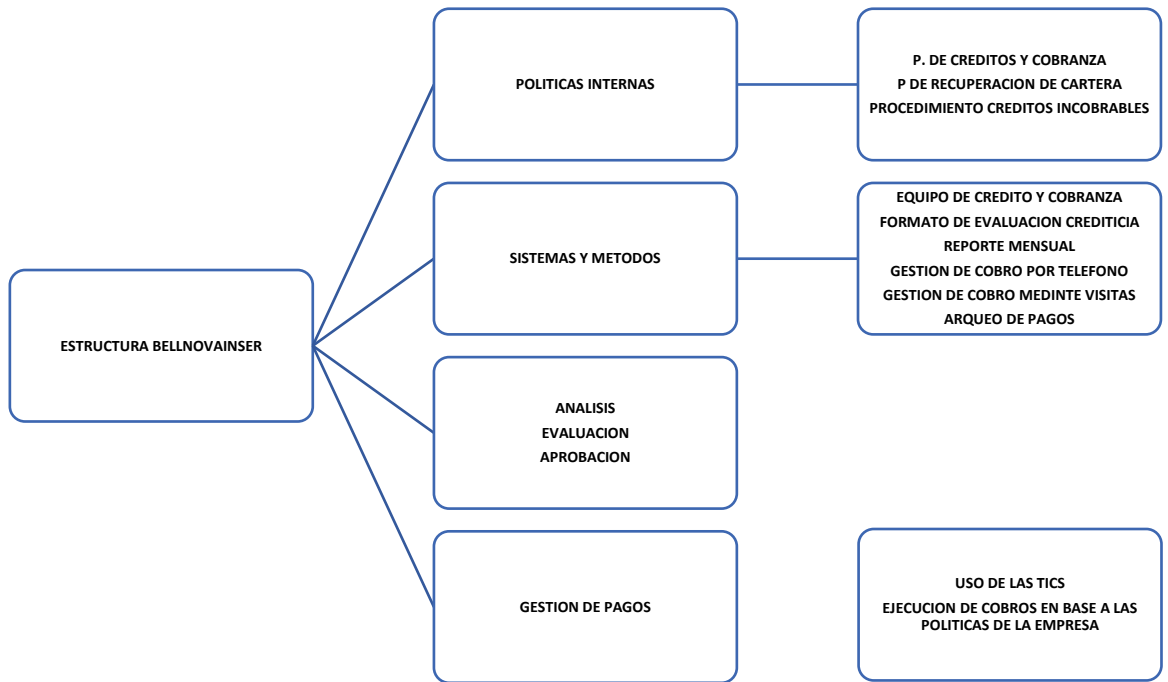 ESTRUCTURA BELLNOVAINSER
POLITICAS INTERNAS
P. DE CREDITOS Y COBRANZA
P DE RECUPERACION DE CARTERA
PROCEDIMIENTO CREDITOS INCOBRABLES
SISTEMAS Y METODOS
EQUIPO DE CREDITO Y COBRANZA
FORMATO DE EVALUACION CREDITICIA
REPORTE MENSUAL
GESTION DE COBRO POR TELEFONO
GESTION DE COBRO MEDINTE VISITAS
ARQUEO DE PAGOS
ANALISIS
EVALUACION
APROBACION
GESTION DE PAGOS
USO DE LAS TICS
EJECUCION DE COBROS EN BASE A LAS
POLITICAS DE LA EMPRESA